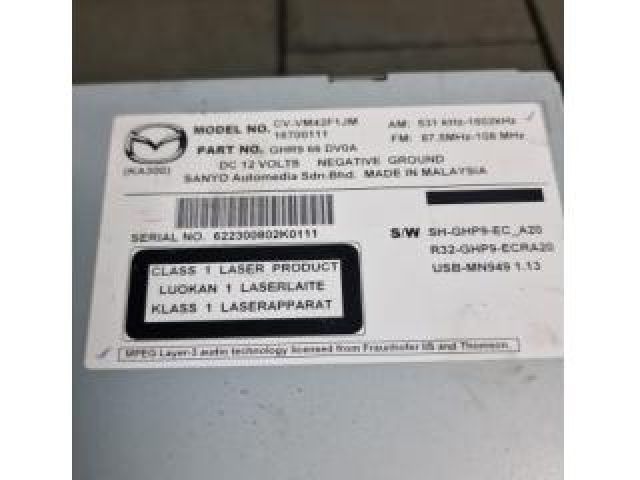 MODEL NO. CV-VM42F1JM AM: 531 kHz-1602kHz
18700111 FM: 87.5MHz-108 MHz
PART NO. GHR9 66 DV0A
DC 12 VOLTS NEGATIVE GROUND
(KA300) SANYO Automedia Sdn.Bhd. MADE IN MALAYSIA
SERIAL NO. 622300802K0111
S/W SH-GHP9-EC_A20
R32-GHP9-ECRA20
USB-MN949 1.13
CLASS 1 LASER PRODUCT
LUOKAN 1 LASERLAITE
KLASS 1 LASERAPPARAT
MPEG Layer-3 audio technology licensed from Fraunhofer IIS and Thomson.